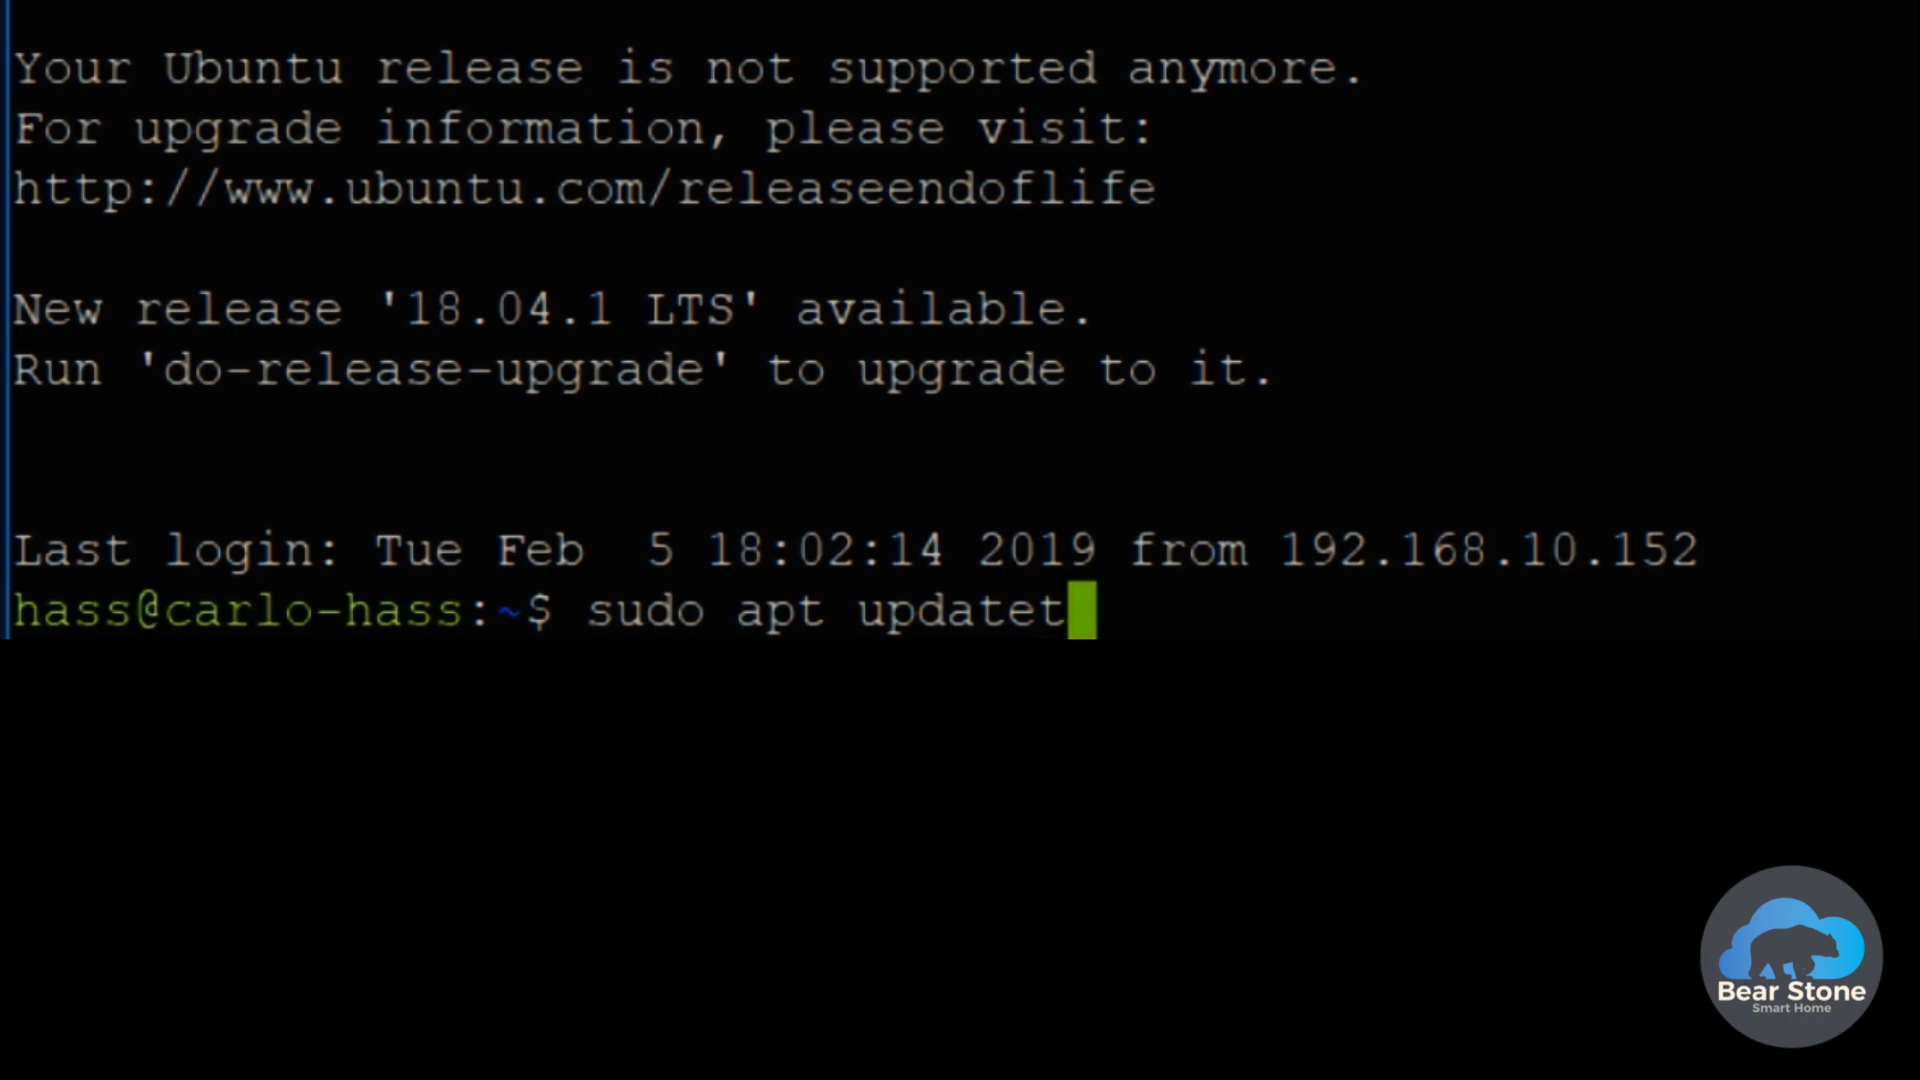 Your Ubuntu release is not supported anymore.
For upgrade information, please visit:
http://www.ubuntu.com/releaseendoflife
New release '18.04.1 LTS' available.
Run 'do-release-upgrade' to upgrade to it.
Last login: Tue Feb  5 18:02:14 2019 from 192.168.10.152
hass@carlo-hass:~$ sudo apt updatet
Bear Stone
Smart Home